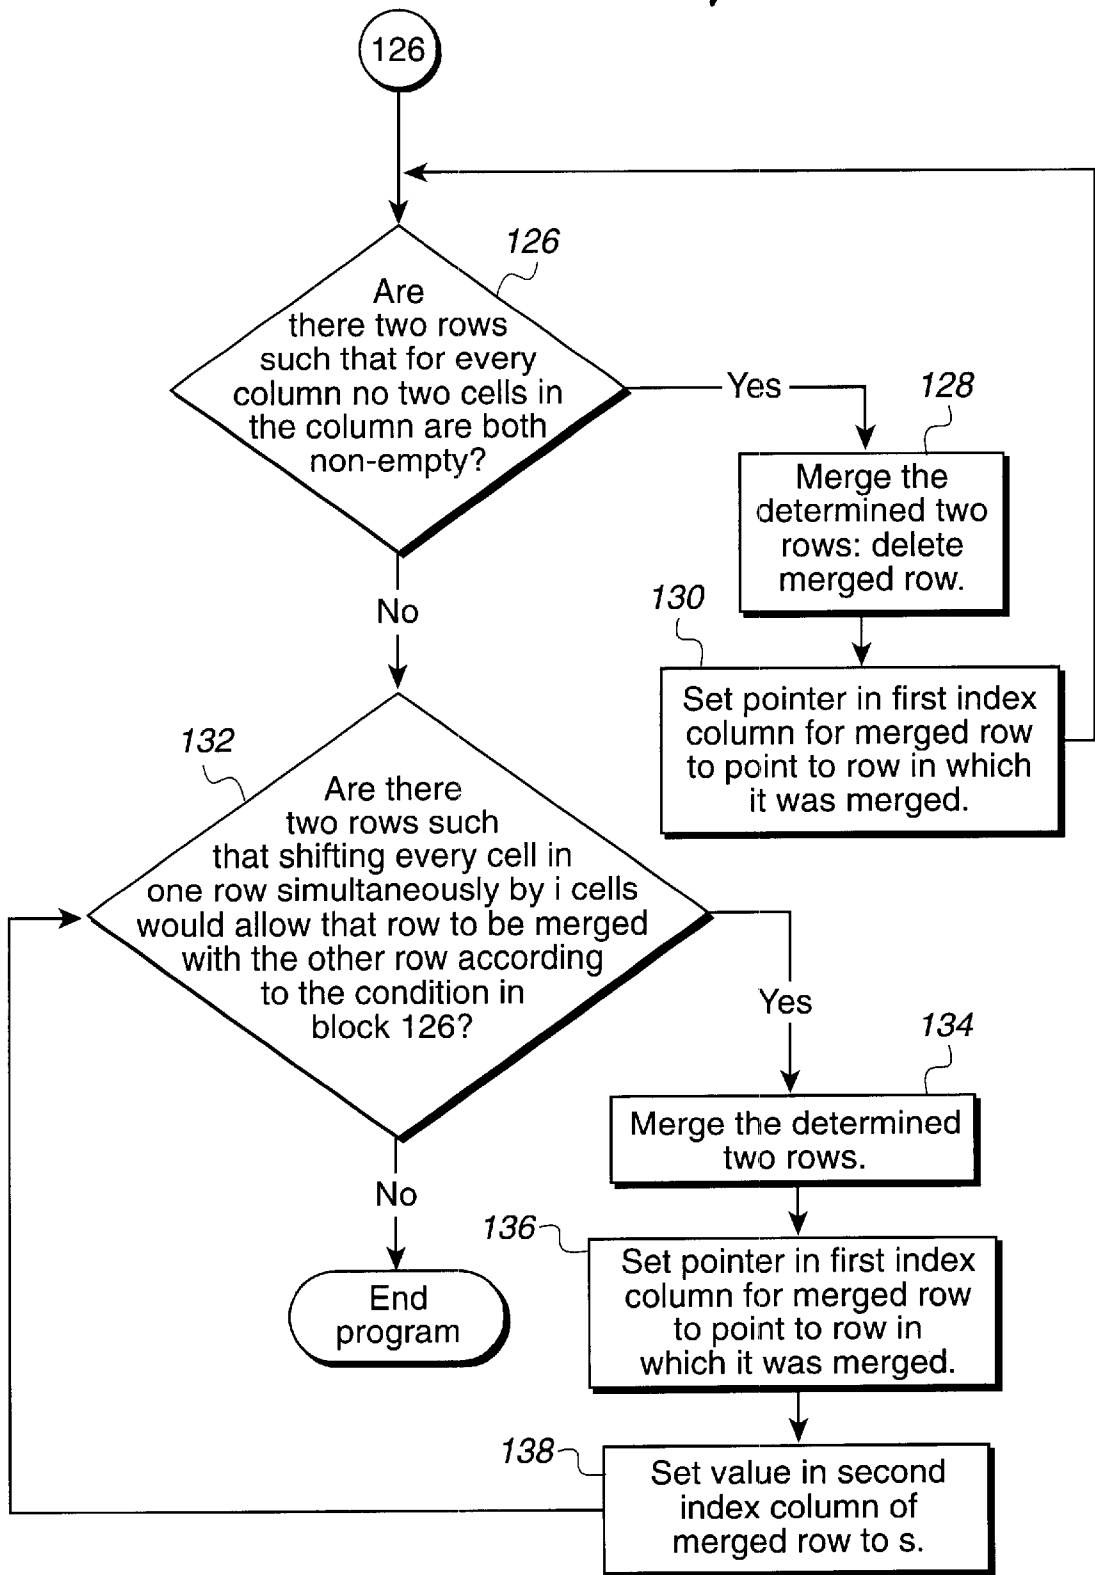 126
126
Are
there two rows
such that for every
column no two cells in
the column are both
non-empty?
Yes
128
Merge the
determined two
rows: delete
merged row.
130
Set pointer in first index
column for merged row
to point to row in which
it was merged.
No
132
Are there
two rows such
that shifting every cell in
one row simultaneously by i cells
would allow that row to be merged
with the other row according
to the condition in
block 126?
Yes
134
Merge the determined
two rows.
136
Set pointer in first index
column for merged row
to point to row in
which it was merged.
138
Set value in second
index column of
merged row to s.
No
End
program